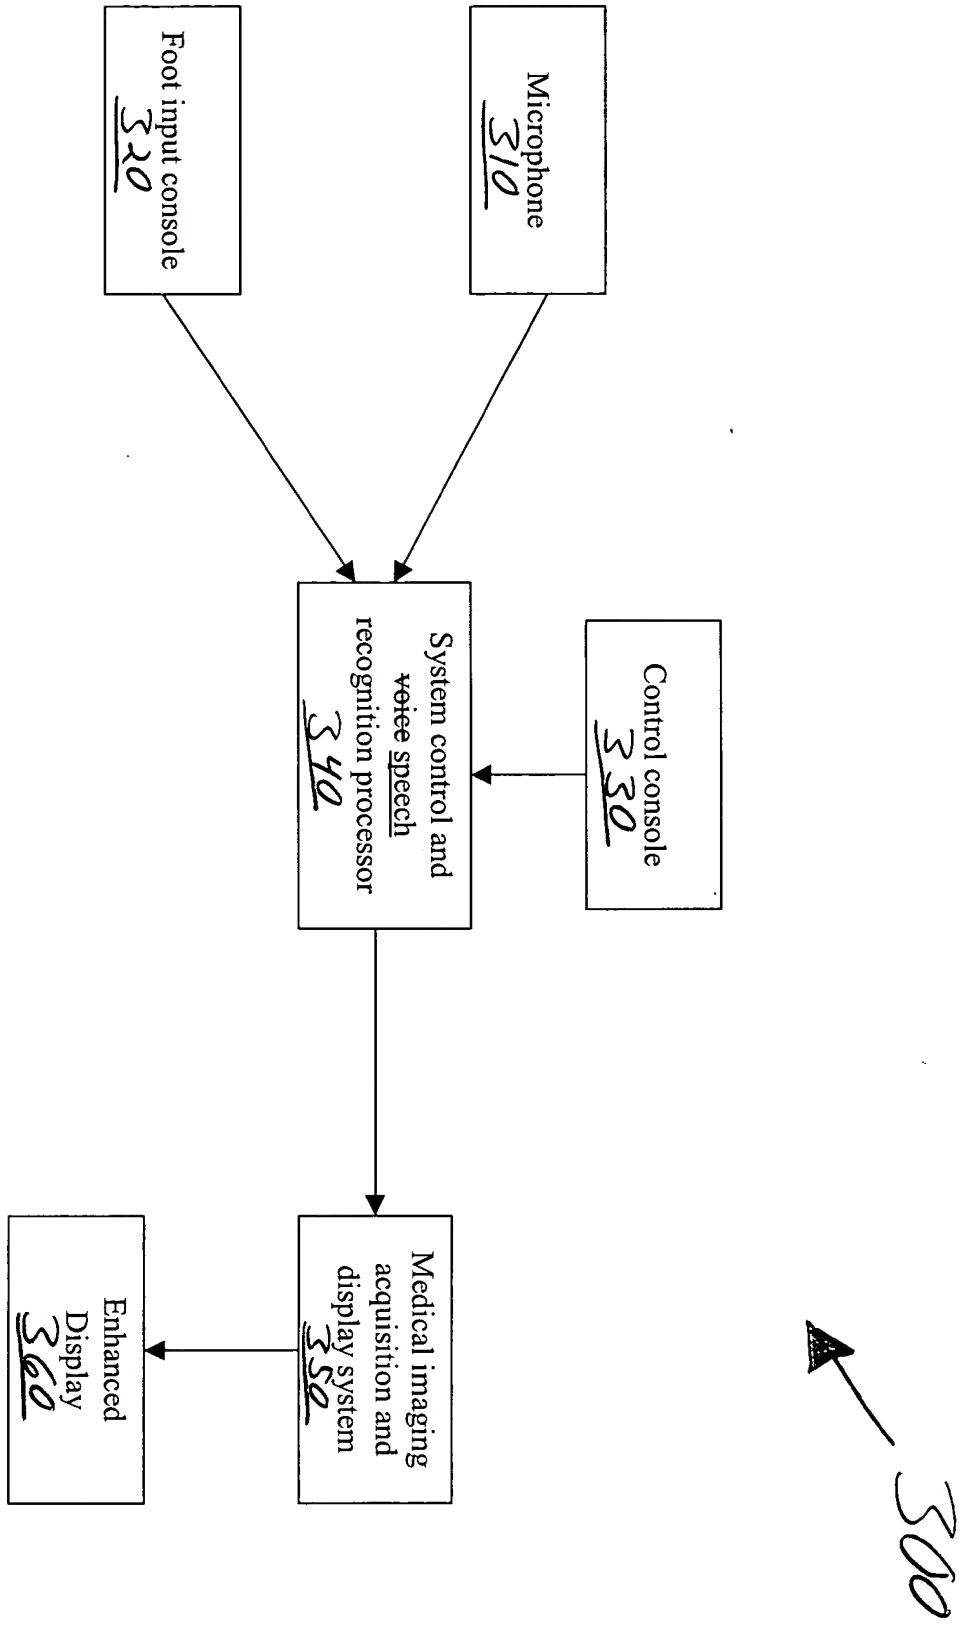 300
Microphone
310
Control console
330
Foot input console
320
System control and
voice speech
recognition processor
340
Medical imaging
acquisition and
display system
350
Enhanced
Display
360